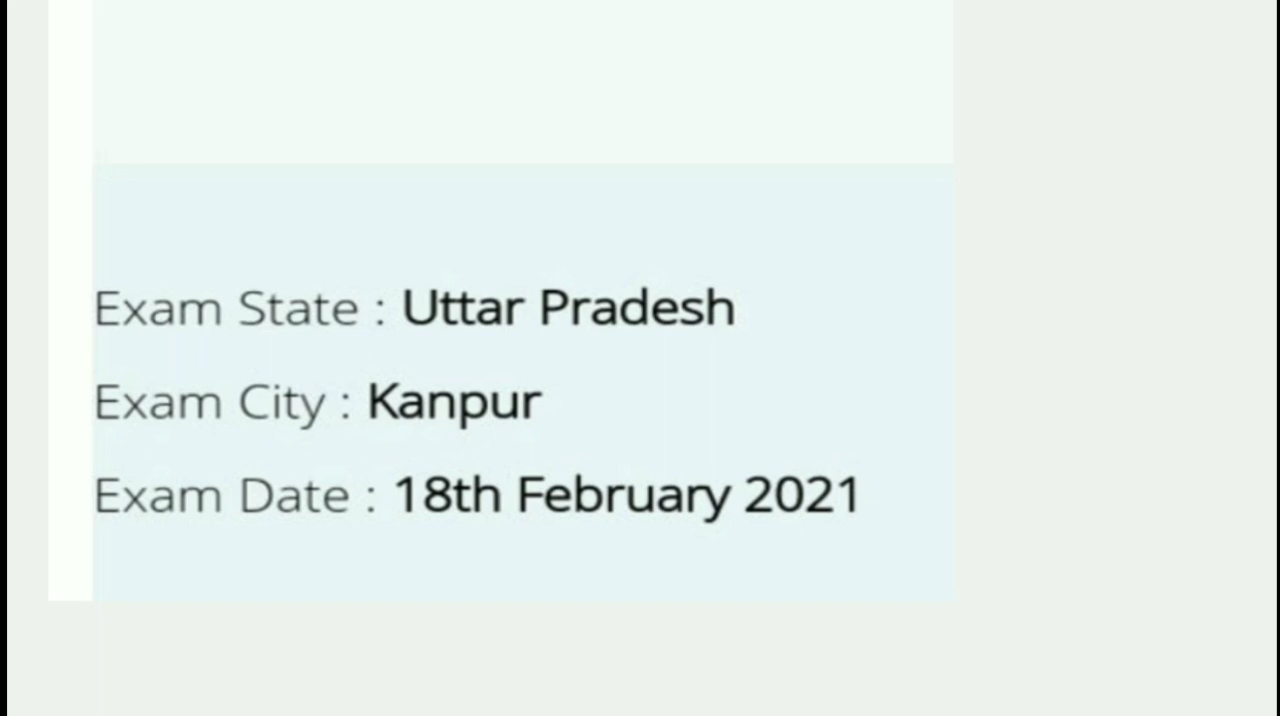 Exam State : Uttar Pradesh
Exam City : Kanpur
Exam Date : 18th February 2021